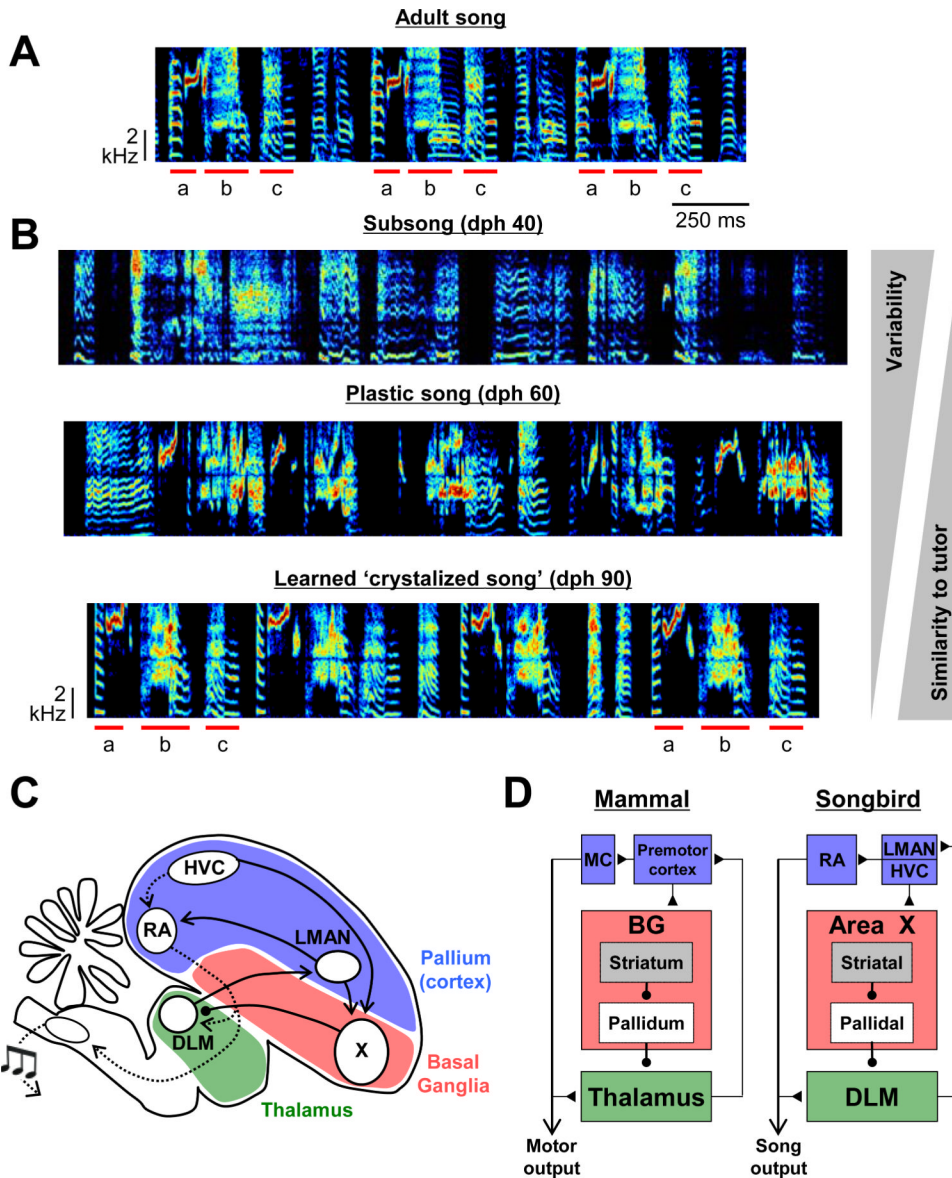 Adult song
A
2
kHz
a b c a b c a b c
250 ms
B
Subsong (dph 40)
Variability
Plastic song (dph 60)
Similarity to tutor
Learned ‘crystalized song’ (dph 90)
2
kHz
a b c a b c
C
HVC
RA
LMAN
DLM
X
Pallium
(cortex)
Basal
Ganglia
Thalamus
D
Mammal
MC
Premotor
cortex
BG
Striatum
Pallidum
Thalamus
Motor
output
Songbird
RA
LMAN
HVC
Area X
Striatal
Pallidal
DLM
Song
output